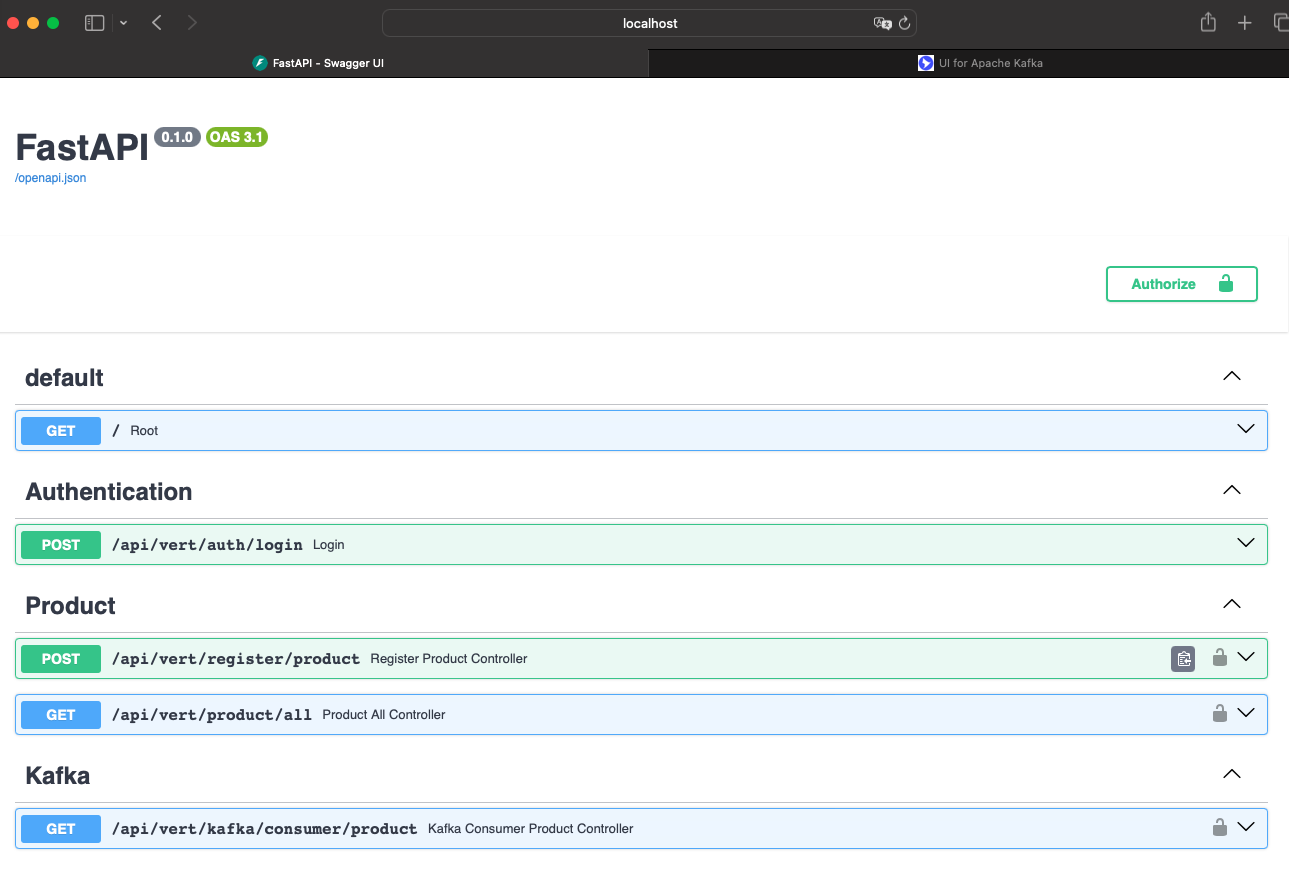 localhost
FastAPI - Swagger UI
UI for Apache Kafka
FastAPI 0.1.0 OAS 3.1
/openapi.json
Authorize
default
GET / Root
Authentication
POST /api/vert/auth/login Login
Product
POST /api/vert/register/product Register Product Controller
GET /api/vert/product/all Product All Controller
Kafka
GET /api/vert/kafka/consumer/product Kafka Consumer Product Controller